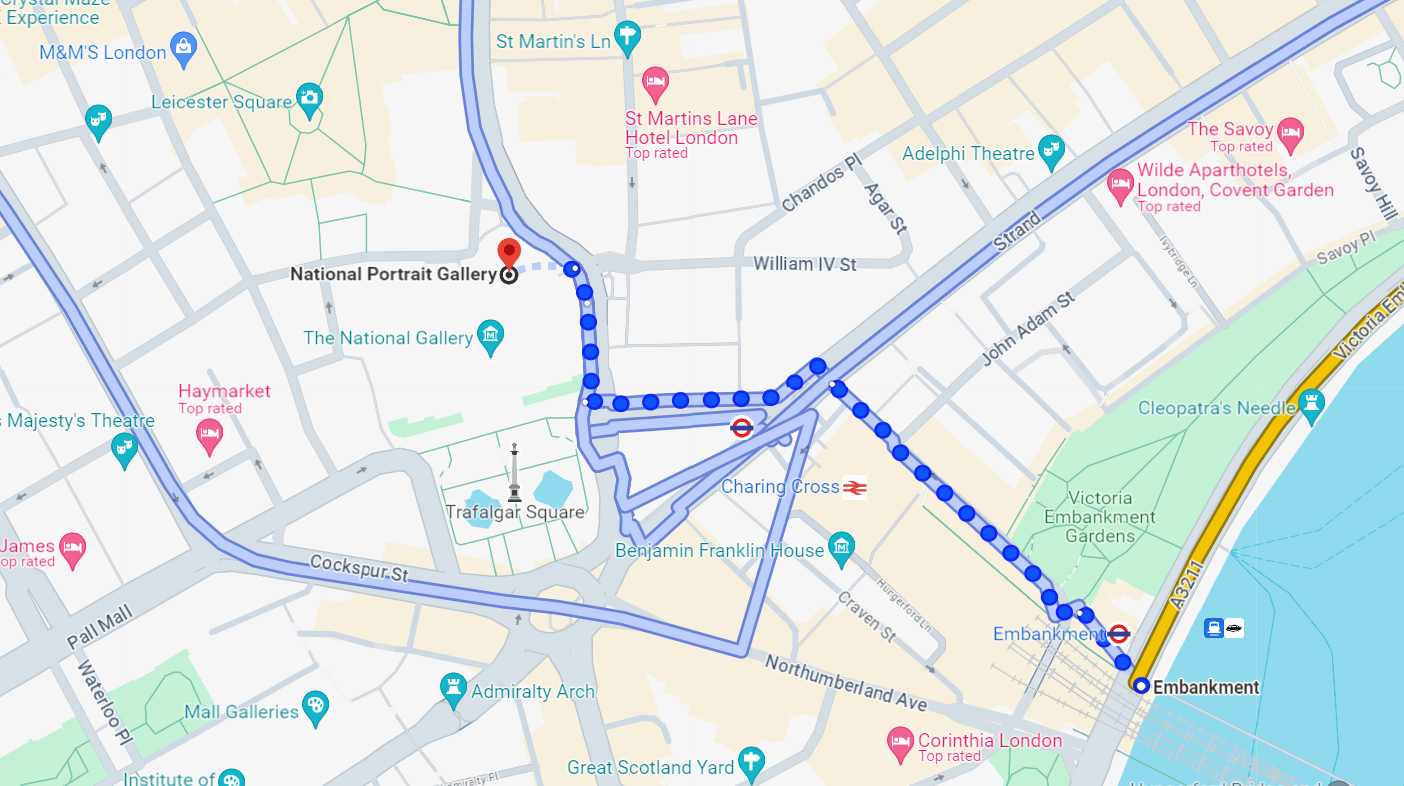 Crystal Maze
Experience
M&M'S London
St Martin's Ln
Leicester Square
St Martins Lane
Hotel London
Top rated
The Savoy
Top rated
Adelphi Theatre
Wilde Aparthotels,
London, Covent Garden
Top rated
Savoy Hill
Chandos Pl
Agar St
Strand
Savoy Pl
Ivybridge Ln
William IV St
National Portrait Gallery
The National Gallery
John Adam St
Victoria Em
Haymarket
Top rated
s Majesty's Theatre
Cleopatra's Needle
Charing Cross
Trafalgar Square
Victoria
Embankment
Gardens
James
op rated
Benjamin Franklin House
Cockspur St
A3211
Hungerford Ln
Craven St
Pall Mall
Embankment
Waterloo Pl
Northumberland Ave
Embankment
Admiralty Arch
Mall Galleries
Corinthia London
Top rated
Great Scotland Yard
Institute of